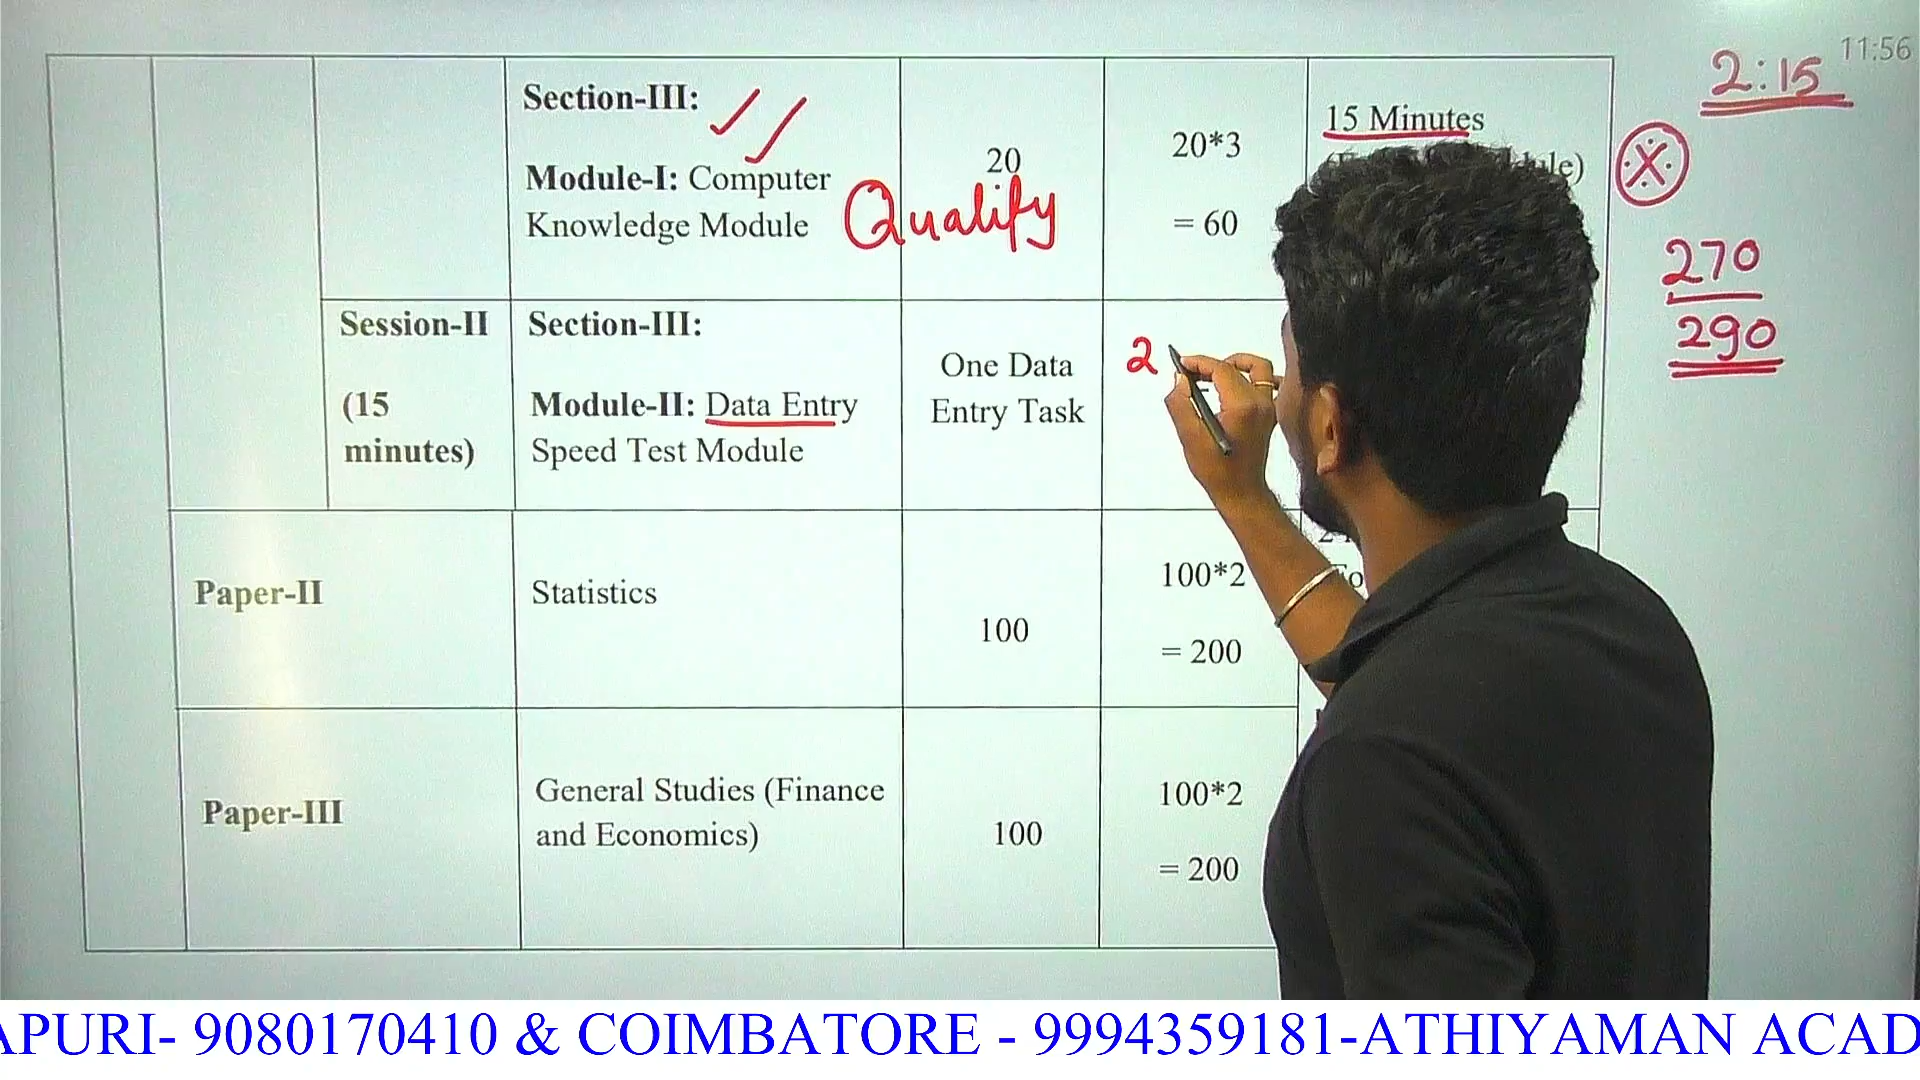 11:56
2:15
Section-III:
Module-I: Computer
Knowledge Module
Qualify
20
20*3
= 60
15 Minutes
X
270
290
Session-II
(15
minutes)
Section-III:
Module-II: Data Entry
Speed Test Module
One Data
Entry Task
2
Paper-II
Statistics
100
100*2
= 200
Paper-III
General Studies (Finance
and Economics)
100
100*2
= 200
APURI- 9080170410 & COIMBATORE - 9994359181-ATHIYAMAN ACAD